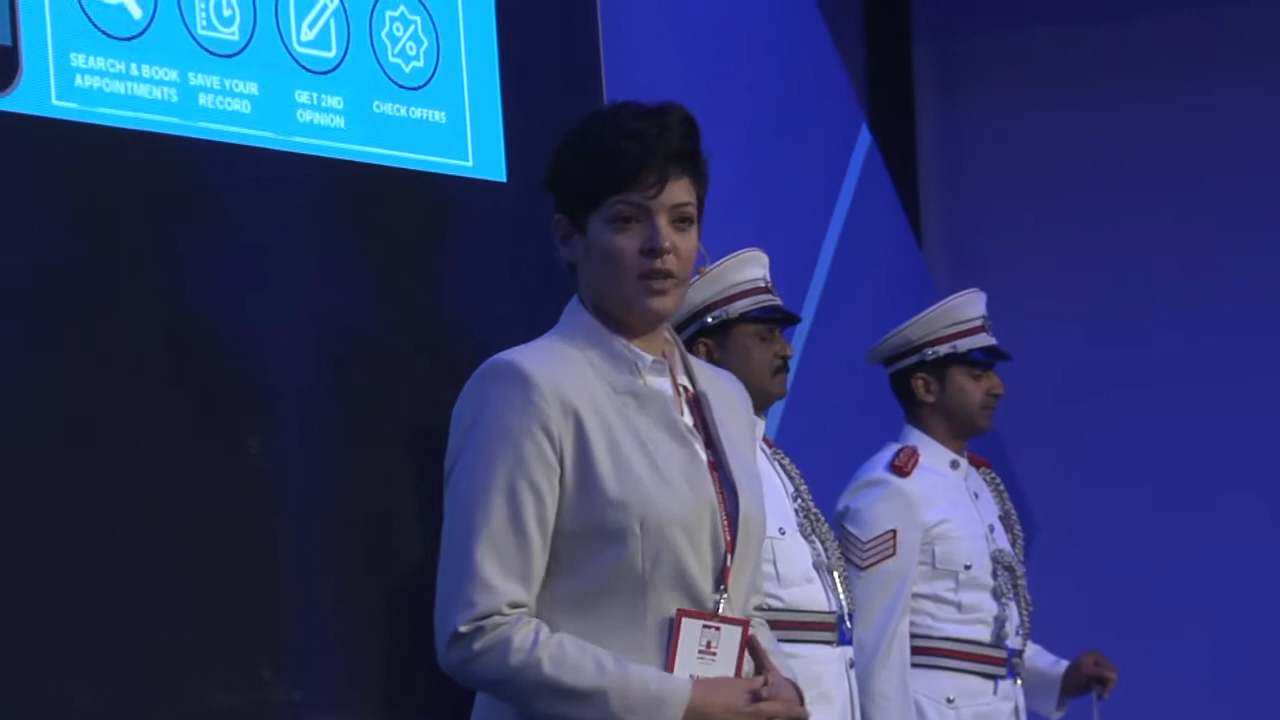 SEARCH & BOOK
APPOINTMENTS
SAVE YOUR
RECORD
GET 2ND
OPINION
CHECK OFFERS